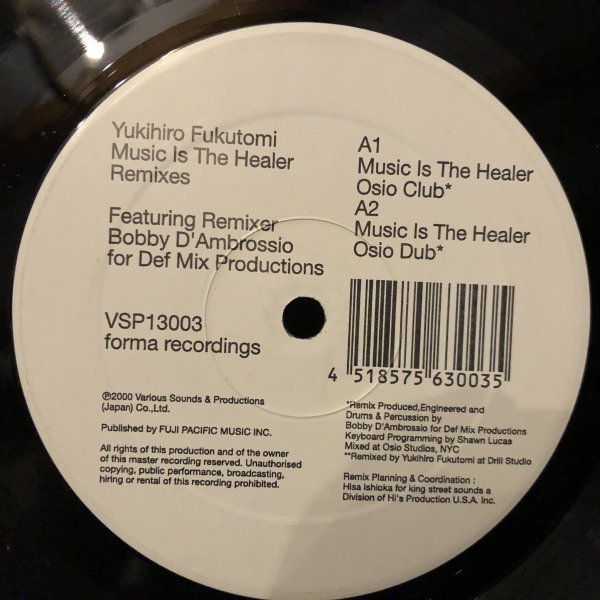 Yukihiro Fukutomi
Music Is The Healer
Remixes
Featuring Remixer
Bobby D'Ambrossio
for Def Mix Productions
VSP13003
forma recordings
A1
Music Is The Healer
Osio Club*
A2
Music Is The Healer
Osio Dub*
4 518575 630035
℗2000 Various Sounds & Productions
(Japan) Co.,Ltd.
Published by FUJI PACIFIC MUSIC INC.
All rights of this production and of the owner
of this master recording reserved. Unauthorised
copying, public performance, broadcasting,
hiring or rental of this recording prohibited.
*Remix Produced,Engineered and
Drums & Percussion by
Bobby D'Ambrossio for Def Mix Productions
Keyboard Programming by Shawn Lucas
Mixed at Osio Studios, NYC
**Remixed by Yukihiro Fukutomi at Drill Studio
Remix Planning & Coordination :
Hisa Ishioka for king street sounds a
Division of Hi's Production U.S.A. Inc.